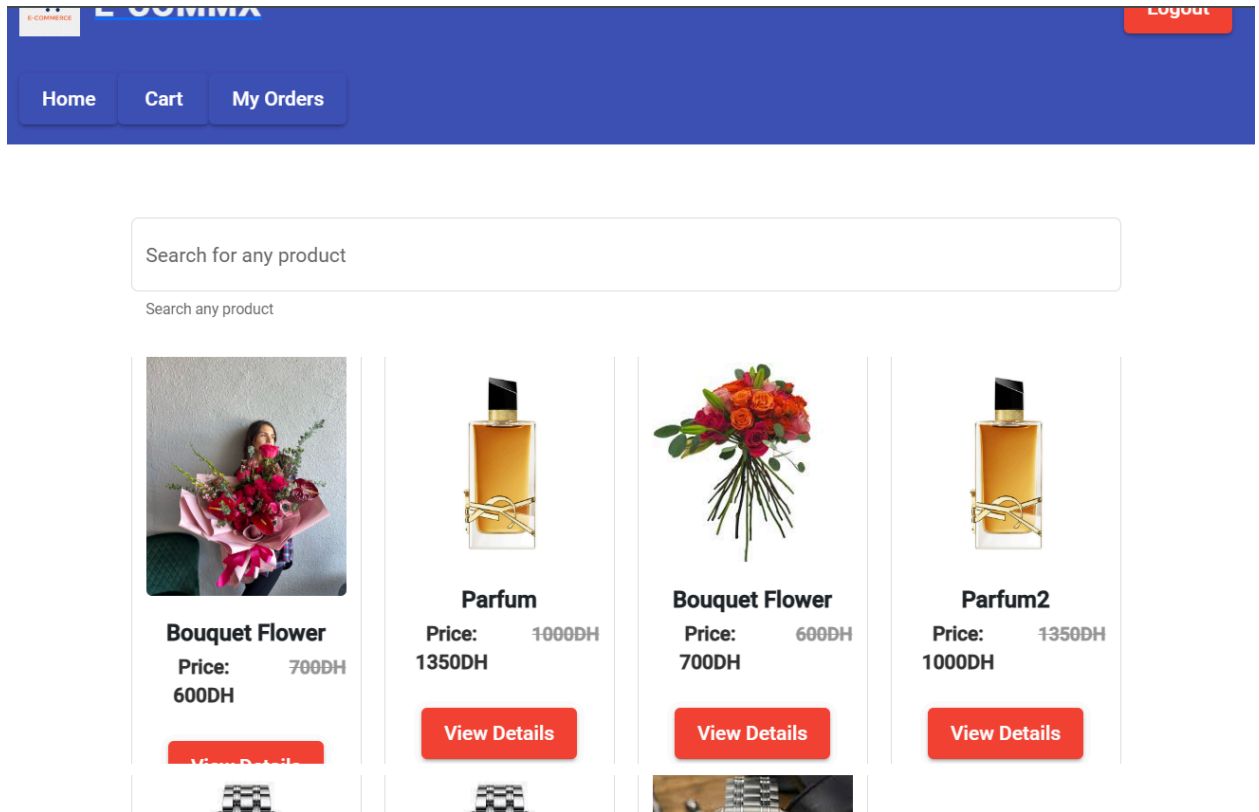 E-COMMERCE
E-COMMX
Logout
Home Cart My Orders
Search for any product
Search any product
Bouquet Flower
Price: 700DH
600DH
View Details
Parfum
Price: 1000DH
1350DH
View Details
Bouquet Flower
Price: 600DH
700DH
View Details
Parfum2
Price: 1350DH
1000DH
View Details